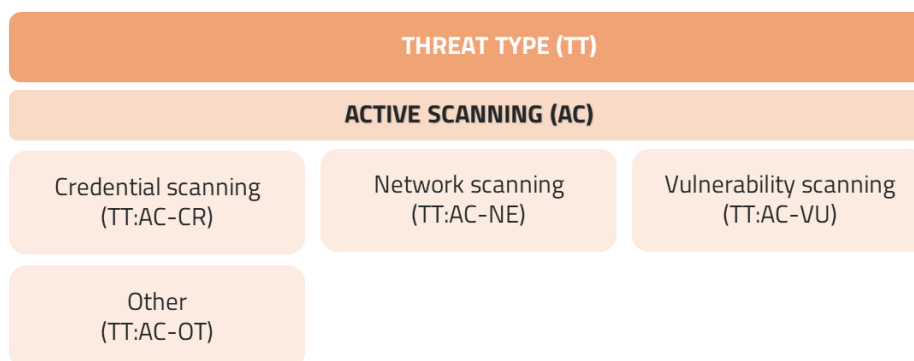 THREAT TYPE (TT)
ACTIVE SCANNING (AC)
Credential scanning
(TT:AC-CR)
Network scanning
(TT:AC-NE)
Vulnerability scanning
(TT:AC-VU)
Other
(TT:AC-OT)